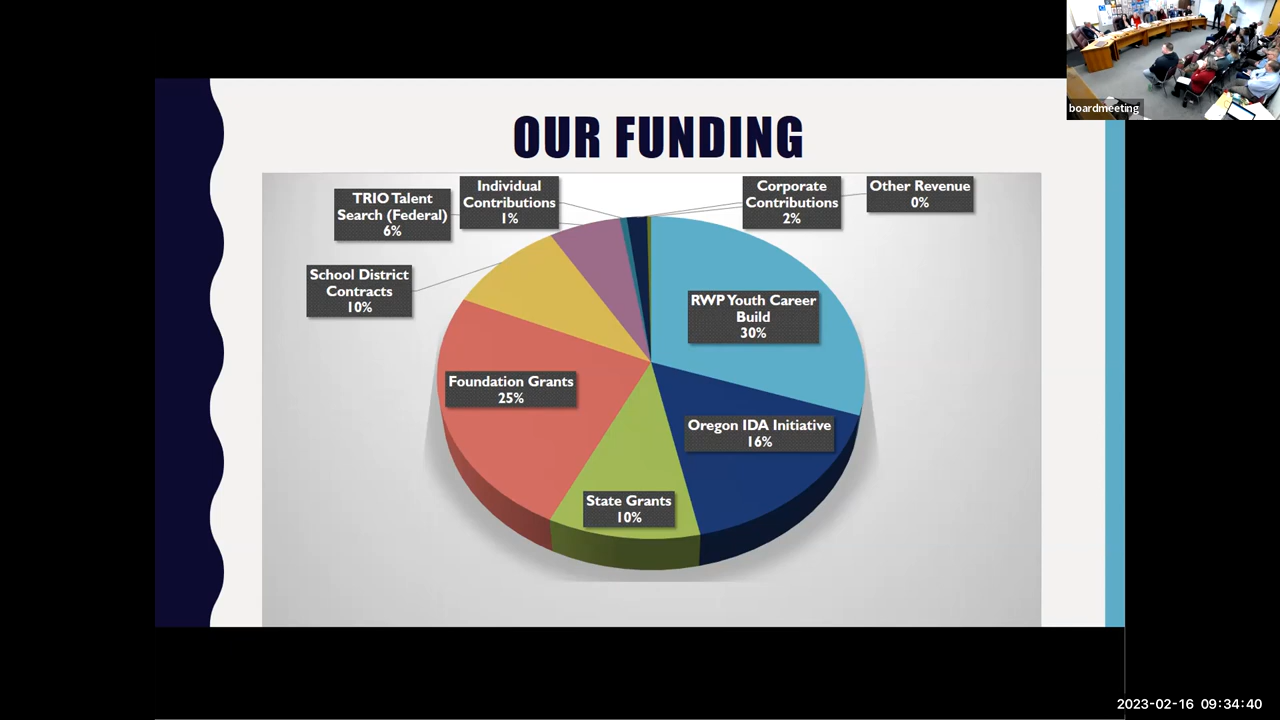 boardmeeting
OUR FUNDING
TRIO Talent
Search (Federal)
6%
Individual
Contributions
1%
Corporate
Contributions
2%
Other Revenue
0%
School District
Contracts
10%
RWP Youth Career
Build
30%
Foundation Grants
25%
Oregon IDA Initiative
16%
State Grants
10%
2023-02-16 09:34:40